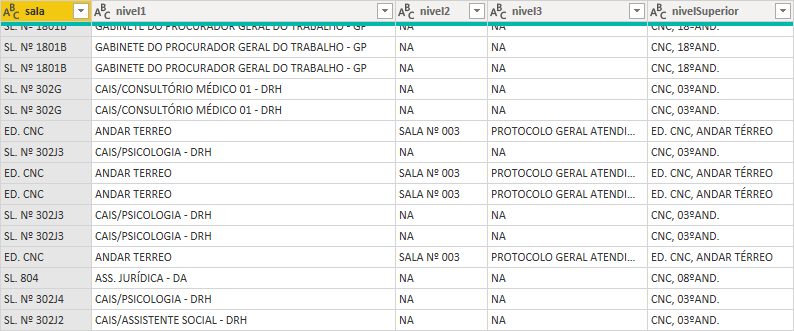 sala nivel1 nivel2 nivel3 nivelSuperior
SL. Nº 1801B GABINETE DO PROCURADOR GERAL DO TRABALHO - GP NA NA CNC, 18ºAND.
SL. Nº 1801B GABINETE DO PROCURADOR GERAL DO TRABALHO - GP NA NA CNC, 18ºAND.
SL. Nº 1801B GABINETE DO PROCURADOR GERAL DO TRABALHO - GP NA NA CNC, 18ºAND.
SL. Nº 302G CAIS/CONSULTÓRIO MÉDICO 01 - DRH NA NA CNC, 03ºAND.
SL. Nº 302G CAIS/CONSULTÓRIO MÉDICO 01 - DRH NA NA CNC, 03ºAND.
ED. CNC ANDAR TERREO SALA Nº 003 PROTOCOLO GERAL ATENDI... ED. CNC, ANDAR TÉRREO
SL. Nº 302J3 CAIS/PSICOLOGIA - DRH NA NA CNC, 03ºAND.
ED. CNC ANDAR TERREO SALA Nº 003 PROTOCOLO GERAL ATENDI... ED. CNC, ANDAR TÉRREO
ED. CNC ANDAR TERREO SALA Nº 003 PROTOCOLO GERAL ATENDI... ED. CNC, ANDAR TÉRREO
SL. Nº 302J3 CAIS/PSICOLOGIA - DRH NA NA CNC, 03ºAND.
SL. Nº 302J3 CAIS/PSICOLOGIA - DRH NA NA CNC, 03ºAND.
ED. CNC ANDAR TERREO SALA Nº 003 PROTOCOLO GERAL ATENDI... ED. CNC, ANDAR TÉRREO
SL. 804 ASS. JURÍDICA - DA NA NA CNC, 08ºAND.
SL. Nº 302J4 CAIS/PSICOLOGIA - DRH NA NA CNC, 03ºAND.
SL. Nº 302J2 CAIS/ASSISTENTE SOCIAL - DRH NA NA CNC, 03ºAND.